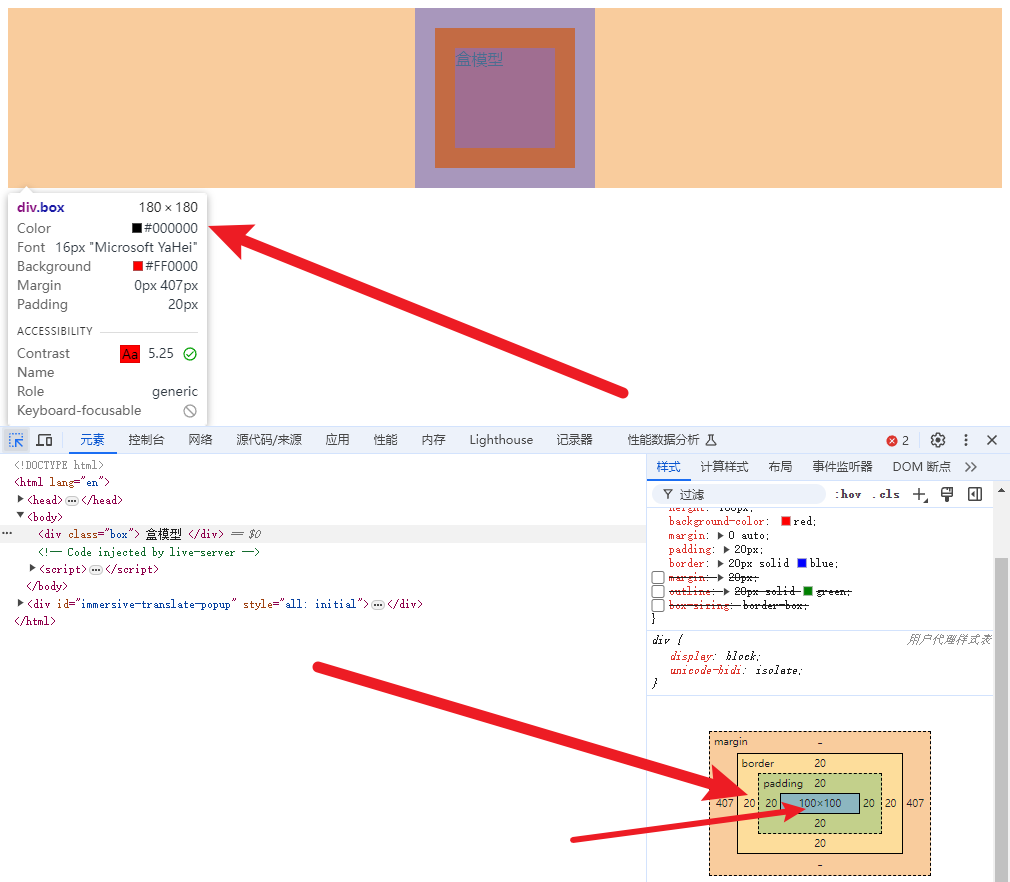 盒模型
div.box 180 × 180
Color #000000
Font 16px "Microsoft YaHei"
Background #FF0000
Margin 0px 407px
Padding 20px
ACCESSIBILITY
Contrast Aa 5.25
Name
Role generic
Keyboard-focusable
元素 控制台 网络 源代码/来源 应用 性能 内存 Lighthouse 记录器 性能数据分析 2
<!DOCTYPE html>
<html lang="en">
<head> ⋯ </head>
<body>
<div class="box"> 盒模型 </div> == $0
<!-- Code injected by live-server -->
<script> ⋯ </script>
</body>
<div id="immersive-translate-popup" style="all: initial"> ⋯ </div>
</html>
样式 计算样式 布局 事件监听器 DOM 断点
过滤 :hov .cls
height: 100px;
background-color: red;
margin: 0 auto;
padding: 20px;
border: 20px solid blue;
margin: 20px;
outline: 20px solid green;
box-sizing: border-box;
}
div { 用户代理样式表
display: block;
unicode-bidi: isolate;
}
margin -
border 20
padding 20
407 20 20 100×100 20 20 407
20
20
-